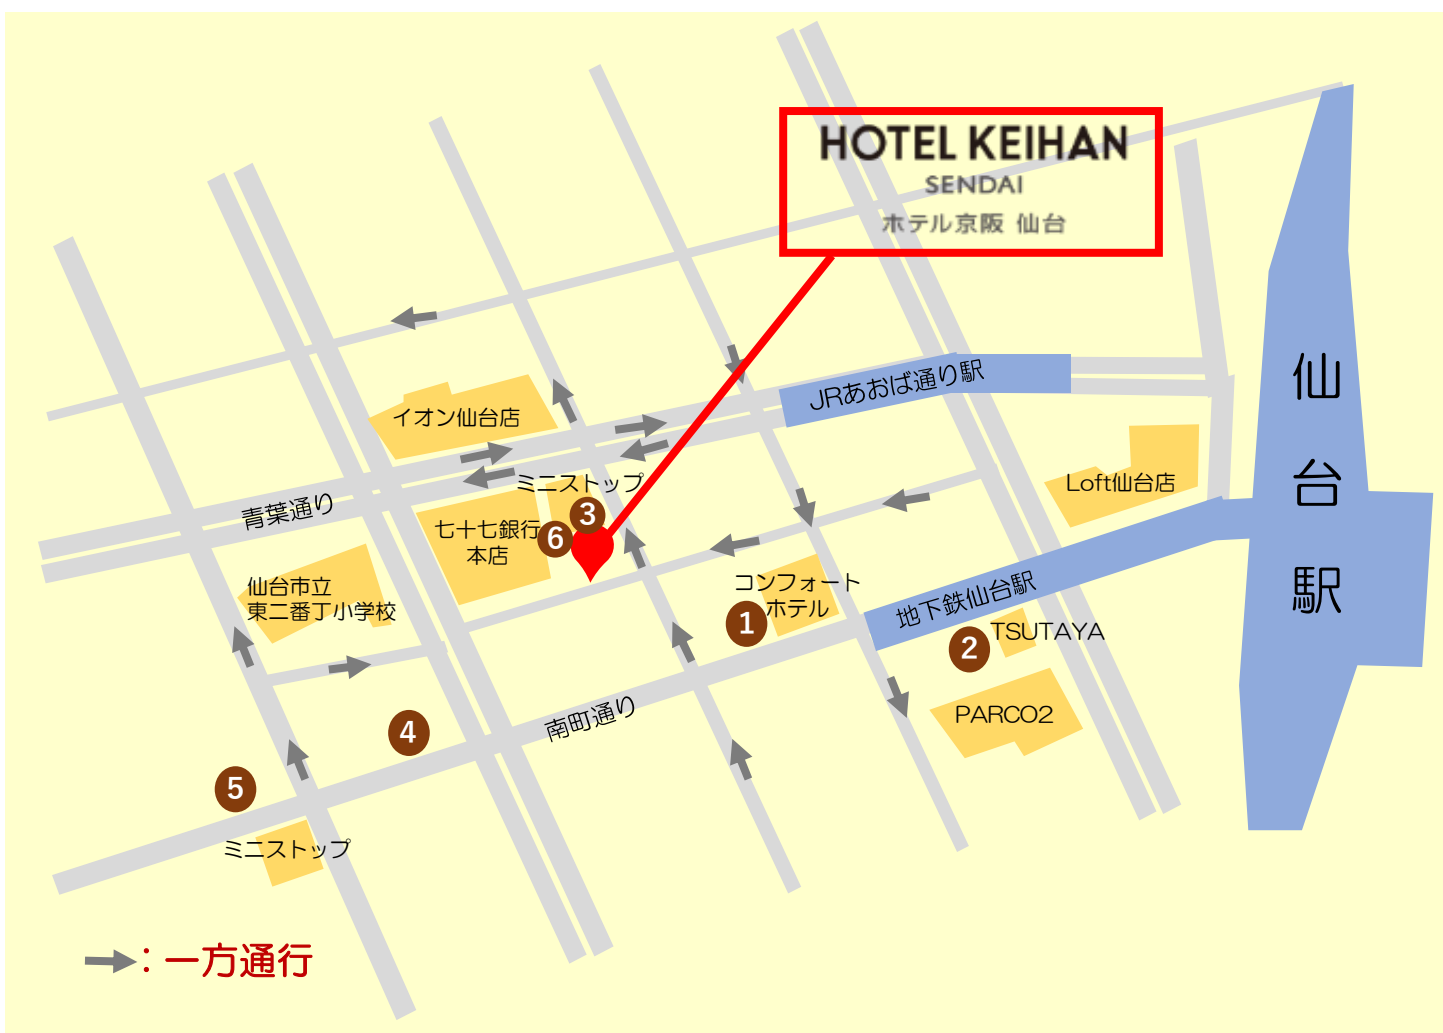 HOTEL KEIHAN
SENDAI
ホテル京阪 仙台
仙台駅
JRあおば通り駅
イオン仙台店
ミニストップ
Loft仙台店
青葉通り
3
七十七銀行
本店
6
仙台市立
東二番丁小学校
コンフォート
ホテル
1
地下鉄仙台駅
TSUTAYA
2
南町通り
PARCO2
4
5
ミニストップ
：一方通行